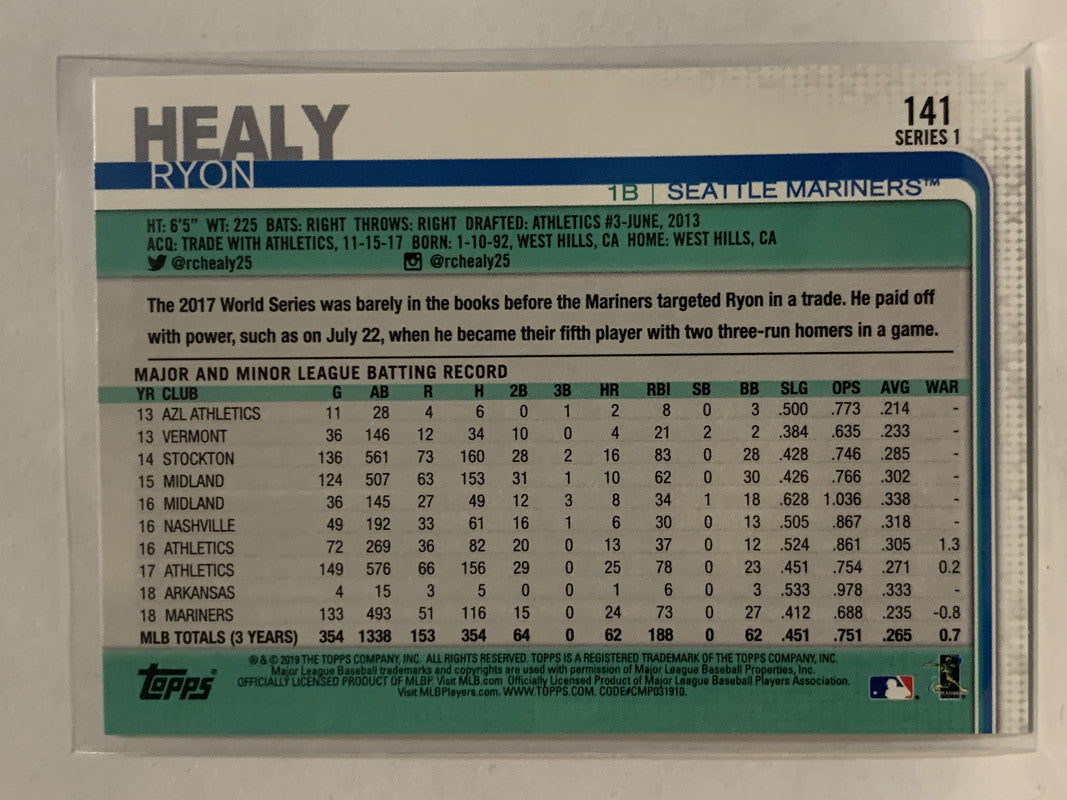 HEALY
RYON
141
SERIES 1
1B | SEATTLE MARINERS™
HT: 6'5" WT: 225 BATS: RIGHT THROWS: RIGHT DRAFTED: ATHLETICS #3-JUNE, 2013
ACQ: TRADE WITH ATHLETICS, 11-15-17 BORN: 1-10-92, WEST HILLS, CA HOME: WEST HILLS, CA
@rchealy25 @rchealy25
The 2017 World Series was barely in the books before the Mariners targeted Ryon in a trade. He paid off
with power, such as on July 22, when he became their fifth player with two three-run homers in a game.
MAJOR AND MINOR LEAGUE BATTING RECORD
YR CLUB G AB R H 2B 3B HR RBI SB BB SLG OPS AVG WAR
13 AZL ATHLETICS 11 28 4 6 0 1 2 8 0 3 .500 .773 .214 -
13 VERMONT 36 146 12 34 10 0 4 21 2 2 .384 .635 .233 -
14 STOCKTON 136 561 73 160 28 2 16 83 0 28 .428 .746 .285 -
15 MIDLAND 124 507 63 153 31 1 10 62 0 30 .426 .766 .302 -
16 MIDLAND 36 145 27 49 12 3 8 34 1 18 .628 1.036 .338 -
16 NASHVILLE 49 192 33 61 16 1 6 30 0 13 .505 .867 .318 -
16 ATHLETICS 72 269 36 82 20 0 13 37 0 12 .524 .861 .305 1.3
17 ATHLETICS 149 576 66 156 29 0 25 78 0 23 .451 .754 .271 0.2
18 ARKANSAS 4 15 3 5 0 0 1 6 0 3 .533 .978 .333 -
18 MARINERS 133 493 51 116 15 0 24 73 0 27 .412 .688 .235 -0.8
MLB TOTALS (3 YEARS) 354 1338 153 354 64 0 62 188 0 62 .451 .751 .265 0.7
® & © 2019 THE TOPPS COMPANY, INC. ALL RIGHTS RESERVED. TOPPS IS A REGISTERED TRADEMARK OF THE TOPPS COMPANY, INC.
Major League Baseball trademarks and copyrights are used with permission of Major League Baseball Properties, Inc.
OFFICIALLY LICENSED PRODUCT OF MLBP. Visit MLB.com Officially Licensed Product of Major League Baseball Players Association.
Visit MLBPlayers.com. WWW.TOPPS.COM. CODE#CMP031910.
Topps®